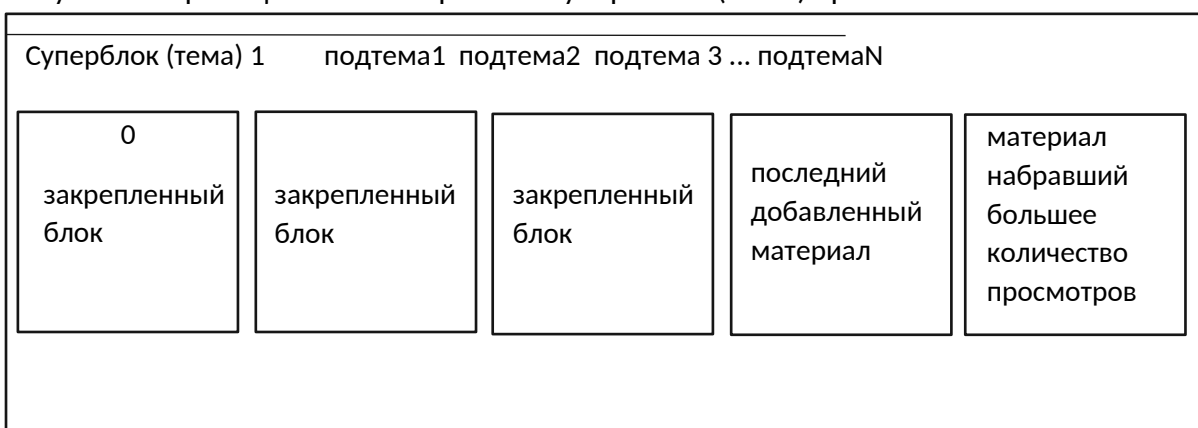 Суперблок (тема) 1 подтема1 подтема2 подтема 3 ... подтемаN
0
закрепленный
блок
закрепленный
блок
закрепленный
блок
последний
добавленный
материал
материал
набравший
большее
количество
просмотров